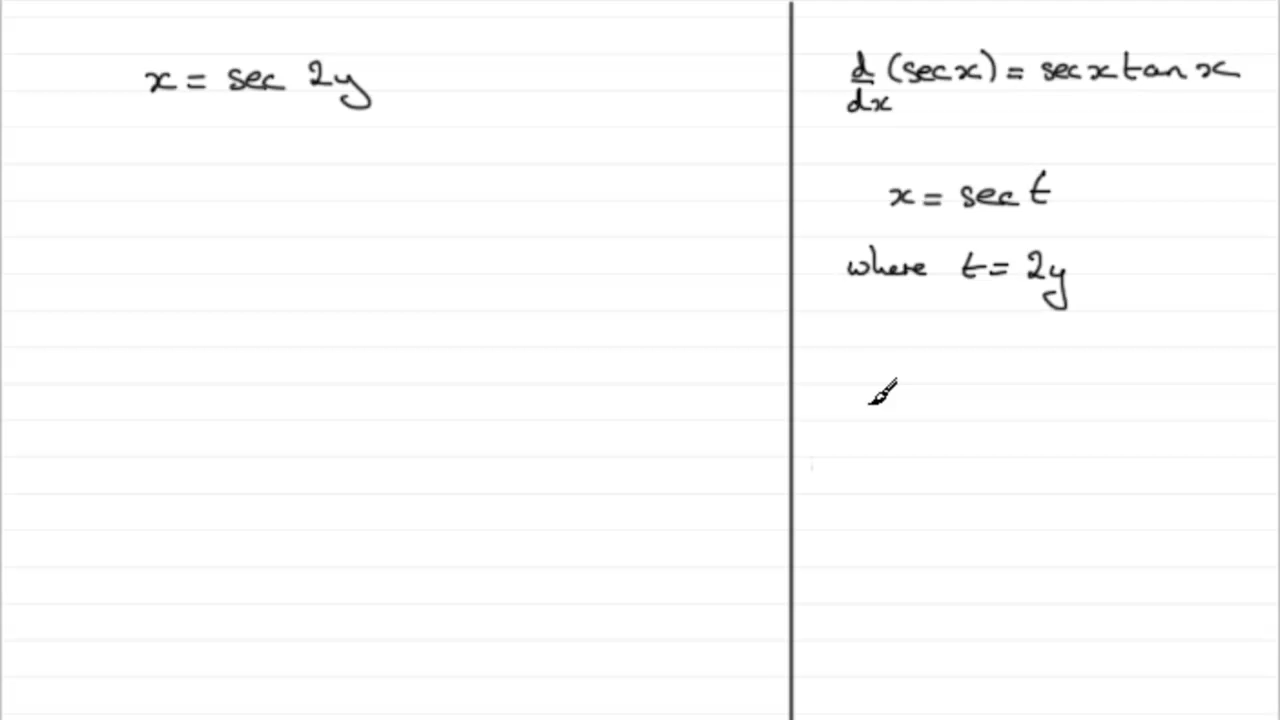 x = sec 2y
d/dx (sec x) = sec x tan x
x = sec t
where t = 2y